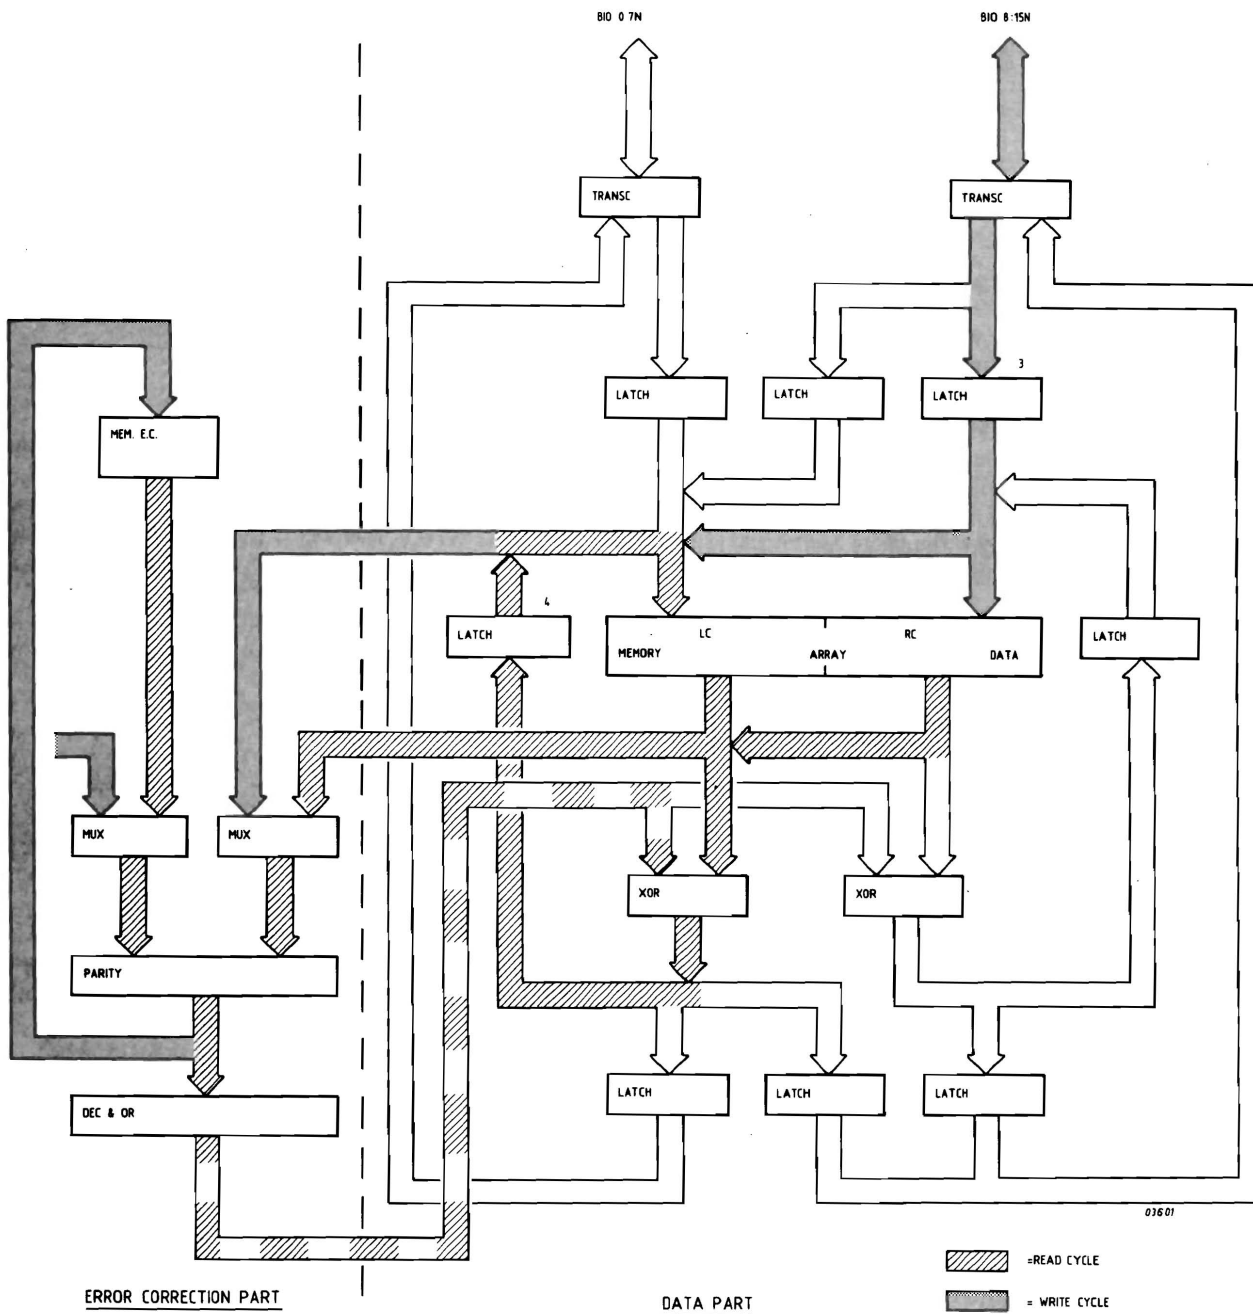 BIO 0 7N
BIO 8:15N
TRANSC
TRANSC
3
LATCH
LATCH
LATCH
MEM. E.C.
4
LATCH
LC
RC
MEMORY
ARRAY
DATA
LATCH
MUX
MUX
XOR
XOR
PARITY
LATCH
LATCH
LATCH
DEC & OR
03601
=READ CYCLE
= WRITE CYCLE
ERROR CORRECTION PART
DATA PART